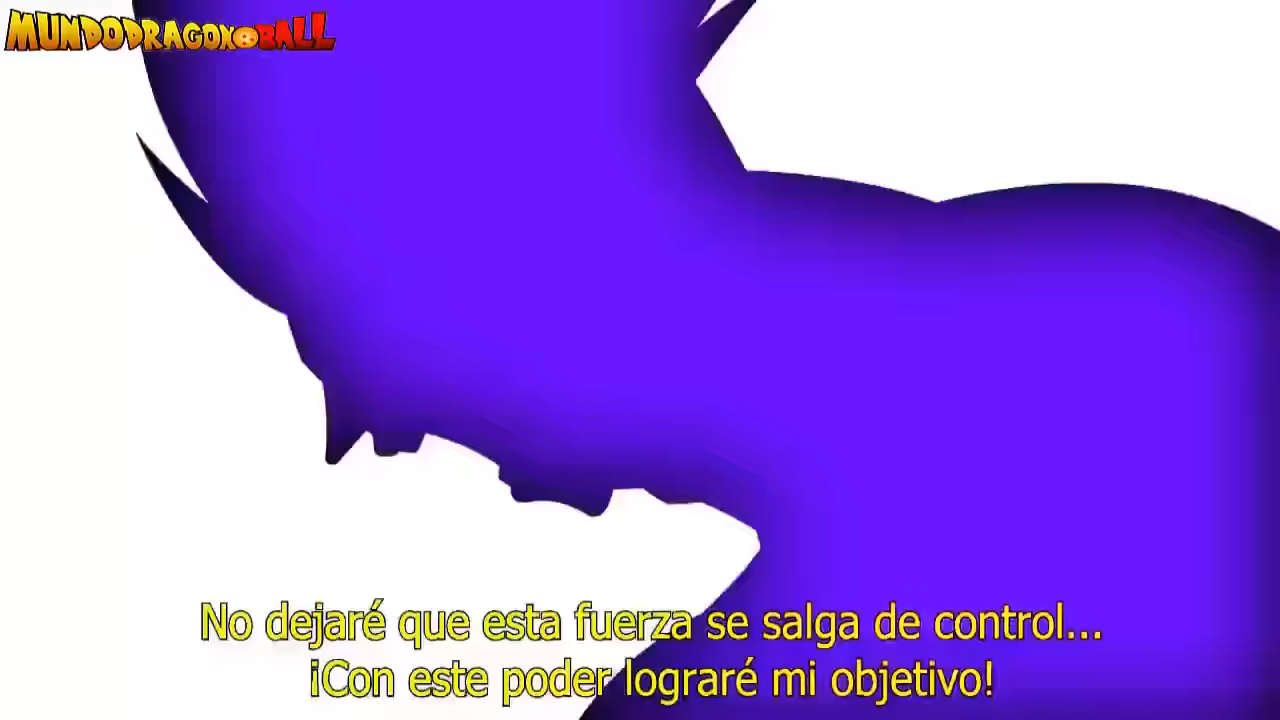 MUNDODRAGONBALL
No dejaré que esta fuerza se salga de control...
¡Con este poder lograré mi objetivo!